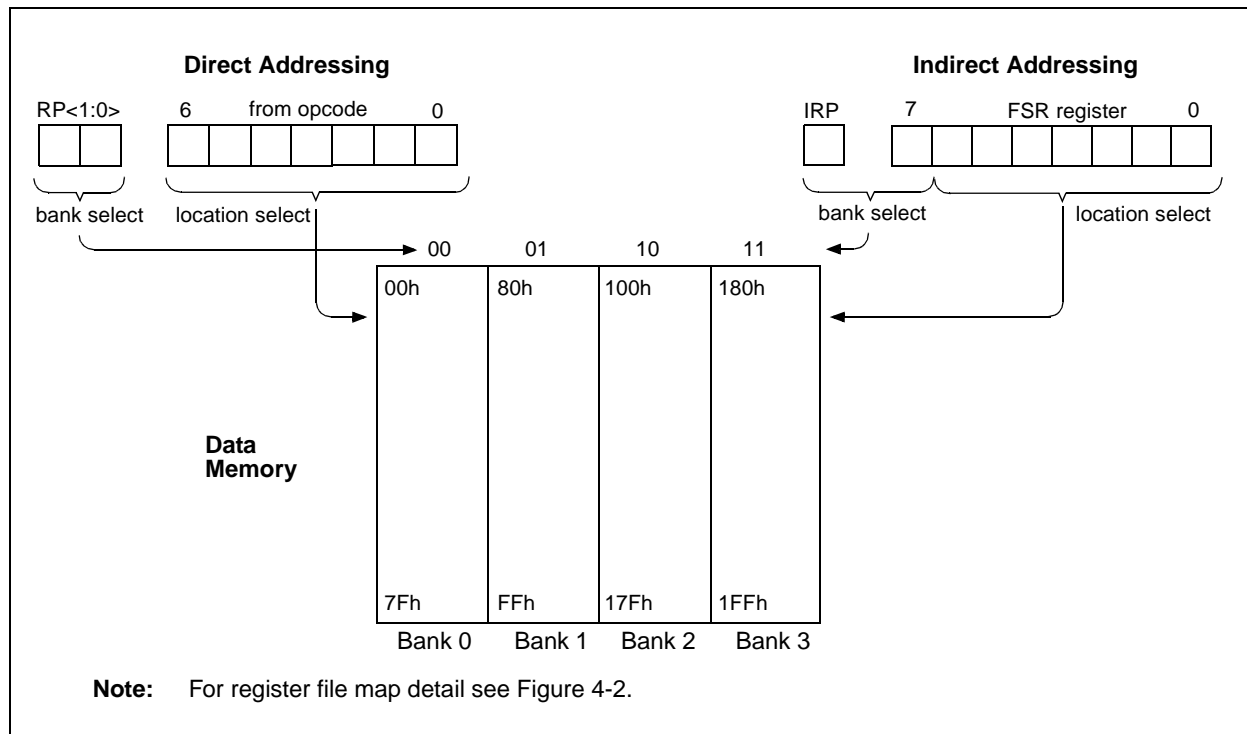 Direct Addressing
Indirect Addressing
RP<1:0> 6 from opcode 0
IRP 7 FSR register 0
bank select location select
bank select location select
00 01 10 11
00h 80h 100h 180h
Data
Memory
7Fh FFh 17Fh 1FFh
Bank 0 Bank 1 Bank 2 Bank 3
Note: For register file map detail see Figure 4-2.